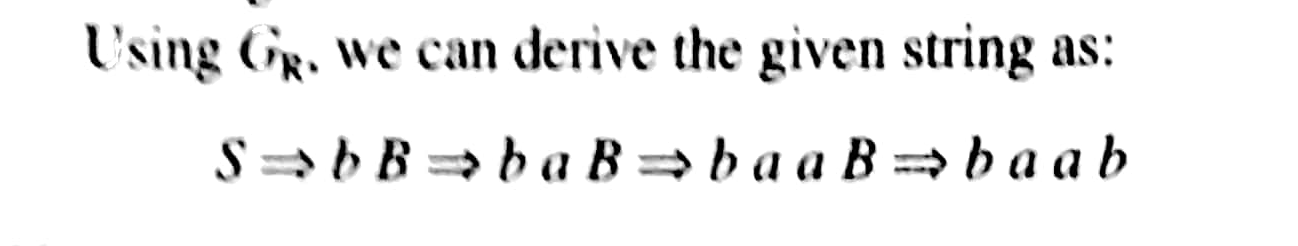 Using G_R, we can derive the given string as:
S ⇒ b B ⇒ b a B ⇒ b a a B ⇒ b a a b